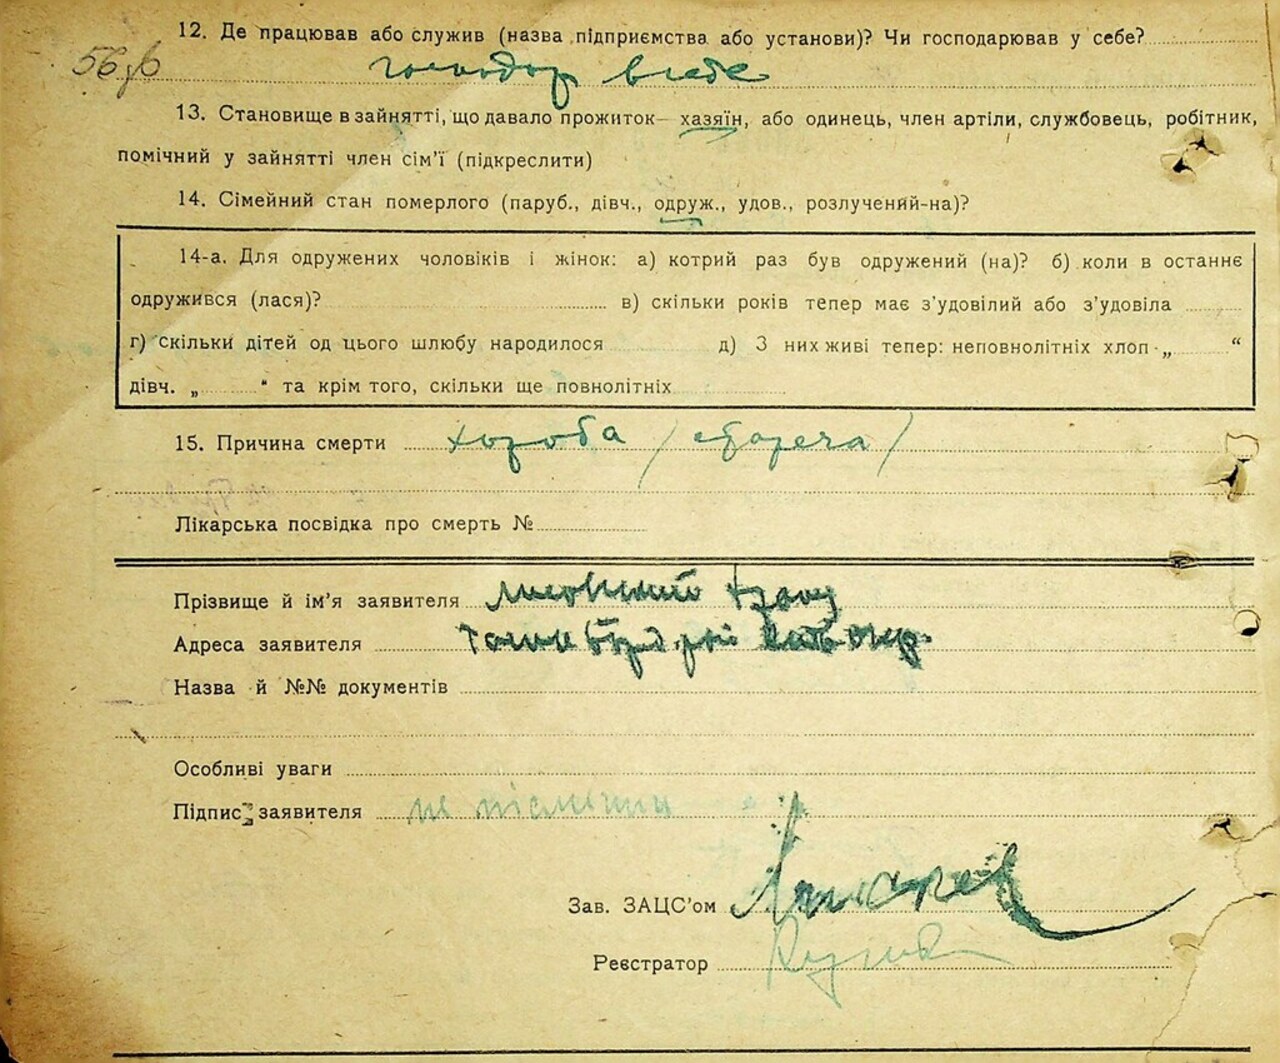 12. Де працював або служив (назва підприємства або установи)? Чи господарював у себе?
56зв
господар в себе
13. Становище в зайнятті, що давало прожиток— хазяїн, або одинець, член артілі, службовець, робітник,
помічний у зайнятті член сім'ї (підкреслити)
14. Сімейний стан померлого (паруб., дівч., одруж., удов., розлучений-на)?
14-а. Для одружених чоловіків і жінок: а) котрий раз був одружений (на)? б) коли в останнє
одружився (лася)? в) скільки років тепер має з'удовілий або з'удовіла
г) скільки дітей од цього шлюбу народилося д) З них живі тепер: неповнолітніх хлоп. „ “
дівч. „ “ та крім того, скільки ще повнолітніх
15. Причина смерти хороба
Лікарська посвідка про смерть №
Прізвище й ім'я заявителя
Адреса заявителя
Назва й №№ документів
Особливі уваги
Підпис заявителя не písменний
Зав. ЗАЦС'ом
Реєстратор